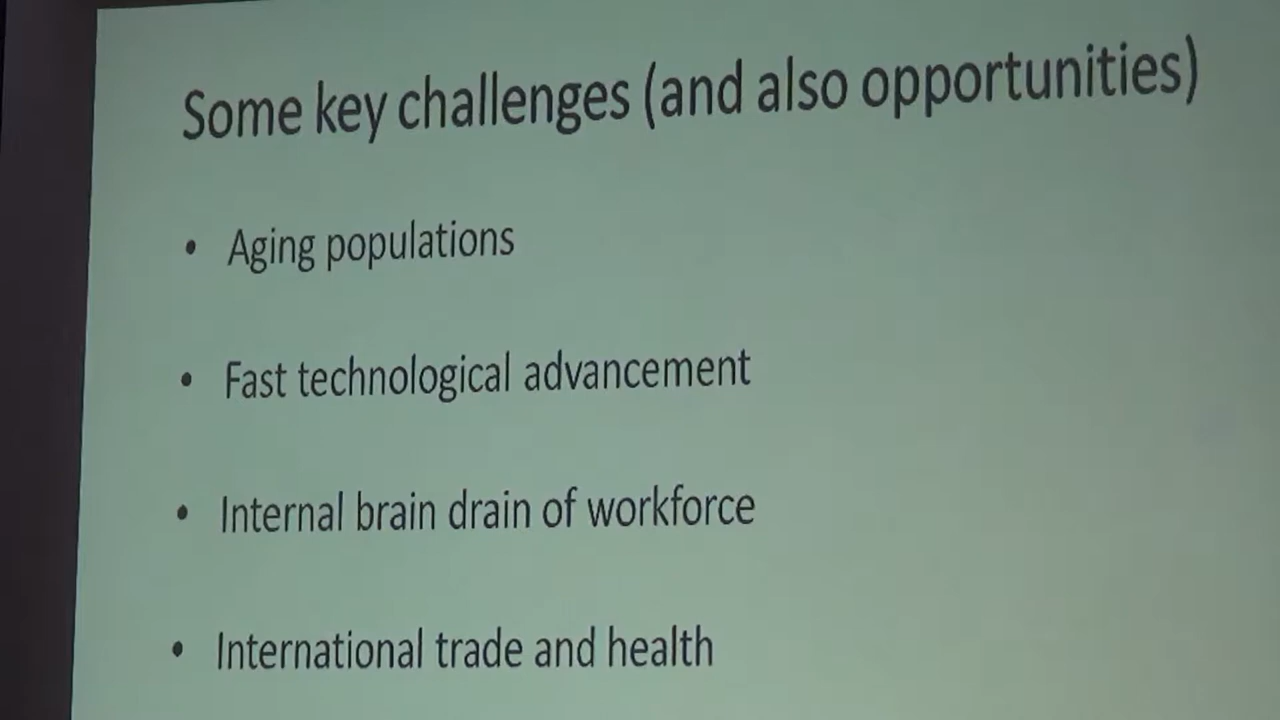 Some key challenges (and also opportunities)
• Aging populations
• Fast technological advancement
• Internal brain drain of workforce
• International trade and health